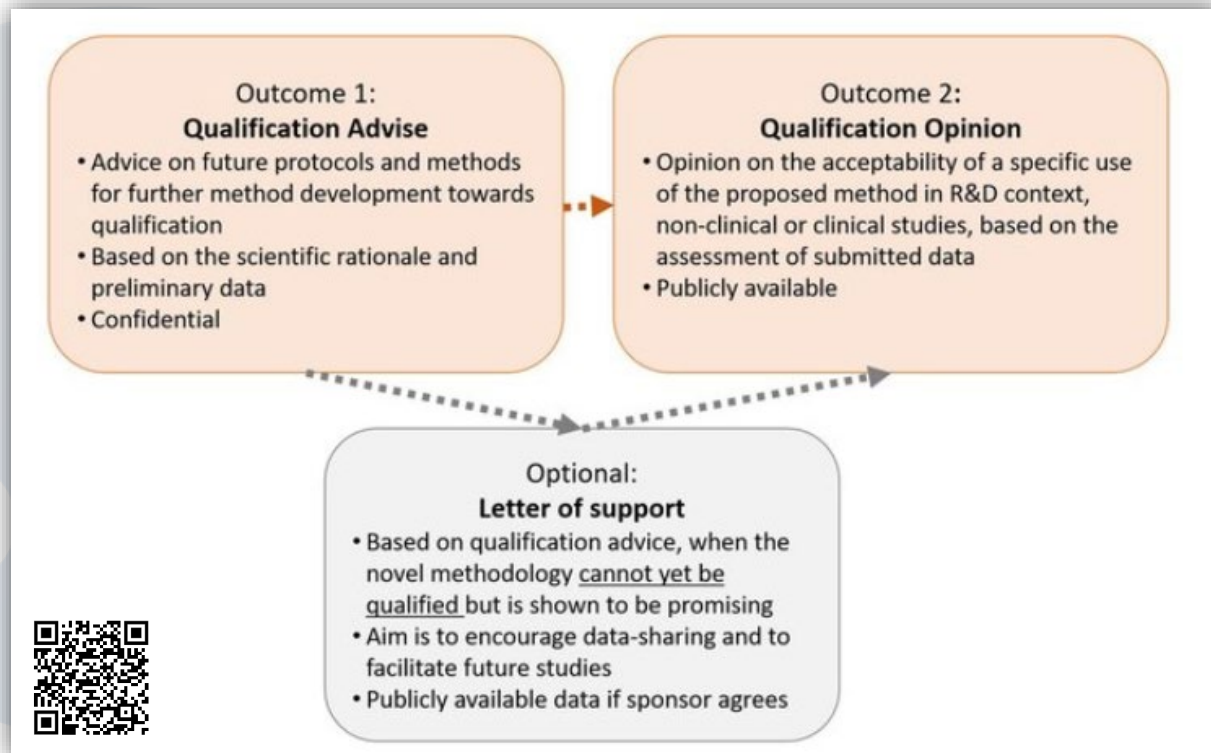 Outcome 1:
Qualification Advise
• Advice on future protocols and methods
for further method development towards
qualification
• Based on the scientific rationale and
preliminary data
• Confidential
Outcome 2:
Qualification Opinion
• Opinion on the acceptability of a specific use
of the proposed method in R&D context,
non-clinical or clinical studies, based on the
assessment of submitted data
• Publicly available
Optional:
Letter of support
• Based on qualification advice, when the
novel methodology cannot yet be
qualified but is shown to be promising
• Aim is to encourage data-sharing and to
facilitate future studies
• Publicly available data if sponsor agrees